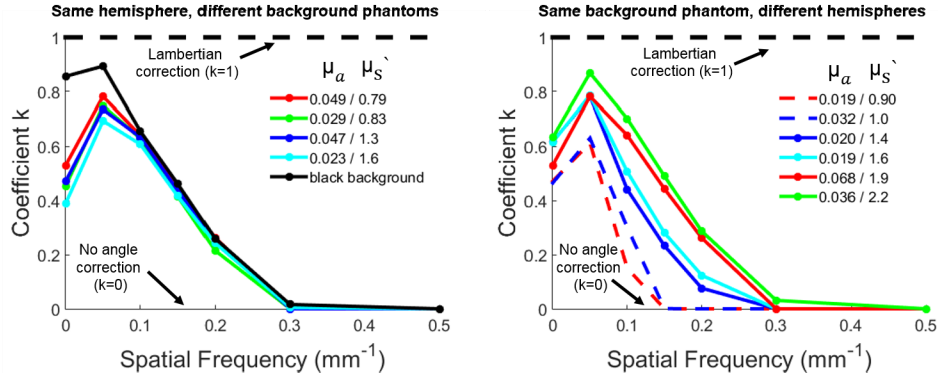 Same hemisphere, different background phantoms
1
Lambertian
correction (k=1)
μa μs`
0.049 / 0.79
0.029 / 0.83
0.047 / 1.3
0.023 / 1.6
black background
0.8
0.6
0.4
0.2
0
Coefficient k
No angle
correction
(k=0)
0 0.1 0.2 0.3 0.4 0.5
Spatial Frequency (mm-1)
Same background phantom, different hemispheres
1
Lambertian
correction (k=1)
μa μs`
0.019 / 0.90
0.032 / 1.0
0.020 / 1.4
0.019 / 1.6
0.068 / 1.9
0.036 / 2.2
0.8
0.6
0.4
0.2
0
Coefficient k
No angle
correction
(k=0)
0 0.1 0.2 0.3 0.4 0.5
Spatial Frequency (mm-1)